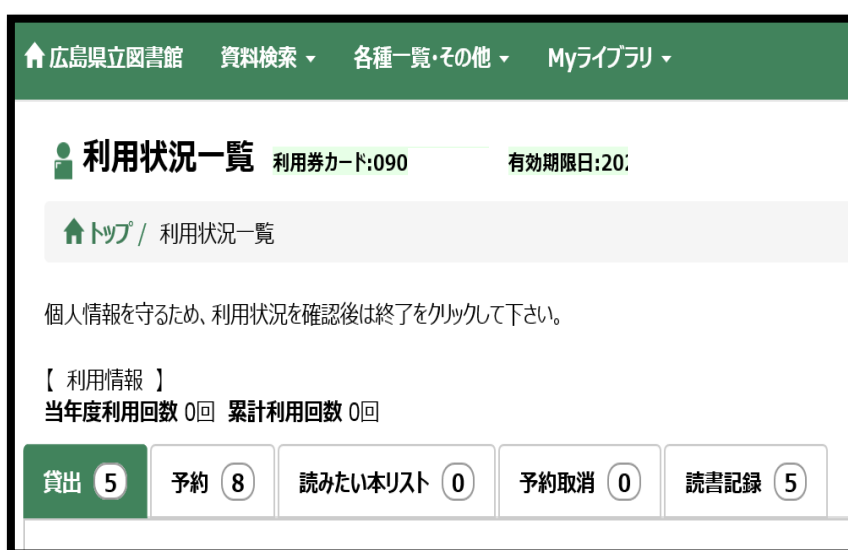 広島県立図書館 資料検索 各種一覧・その他 Myライブラリ
利用状況一覧 利用券カード:090 有効期限日:202
トップ / 利用状況一覧
個人情報を守るため、利用状況を確認後は終了をクリックして下さい。
【 利用情報 】
当年度利用回数 0回 累計利用回数 0回
貸出 5 予約 8 読みたい本リスト 0 予約取消 0 読書記録 5